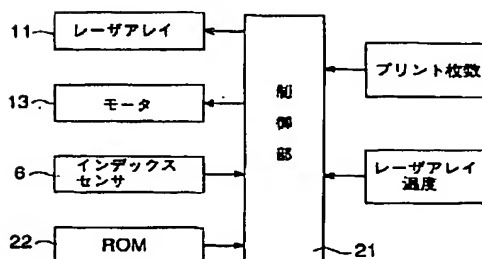 11
レーザアレイ
13
モータ
6
インデックス
センサ
22
ROM
制御部
21
プリント枚数
レーザアレイ
温度